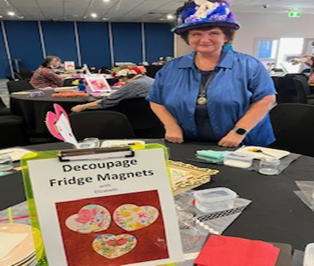 Decoupage
Fridge Magnets
with
Elizabeth